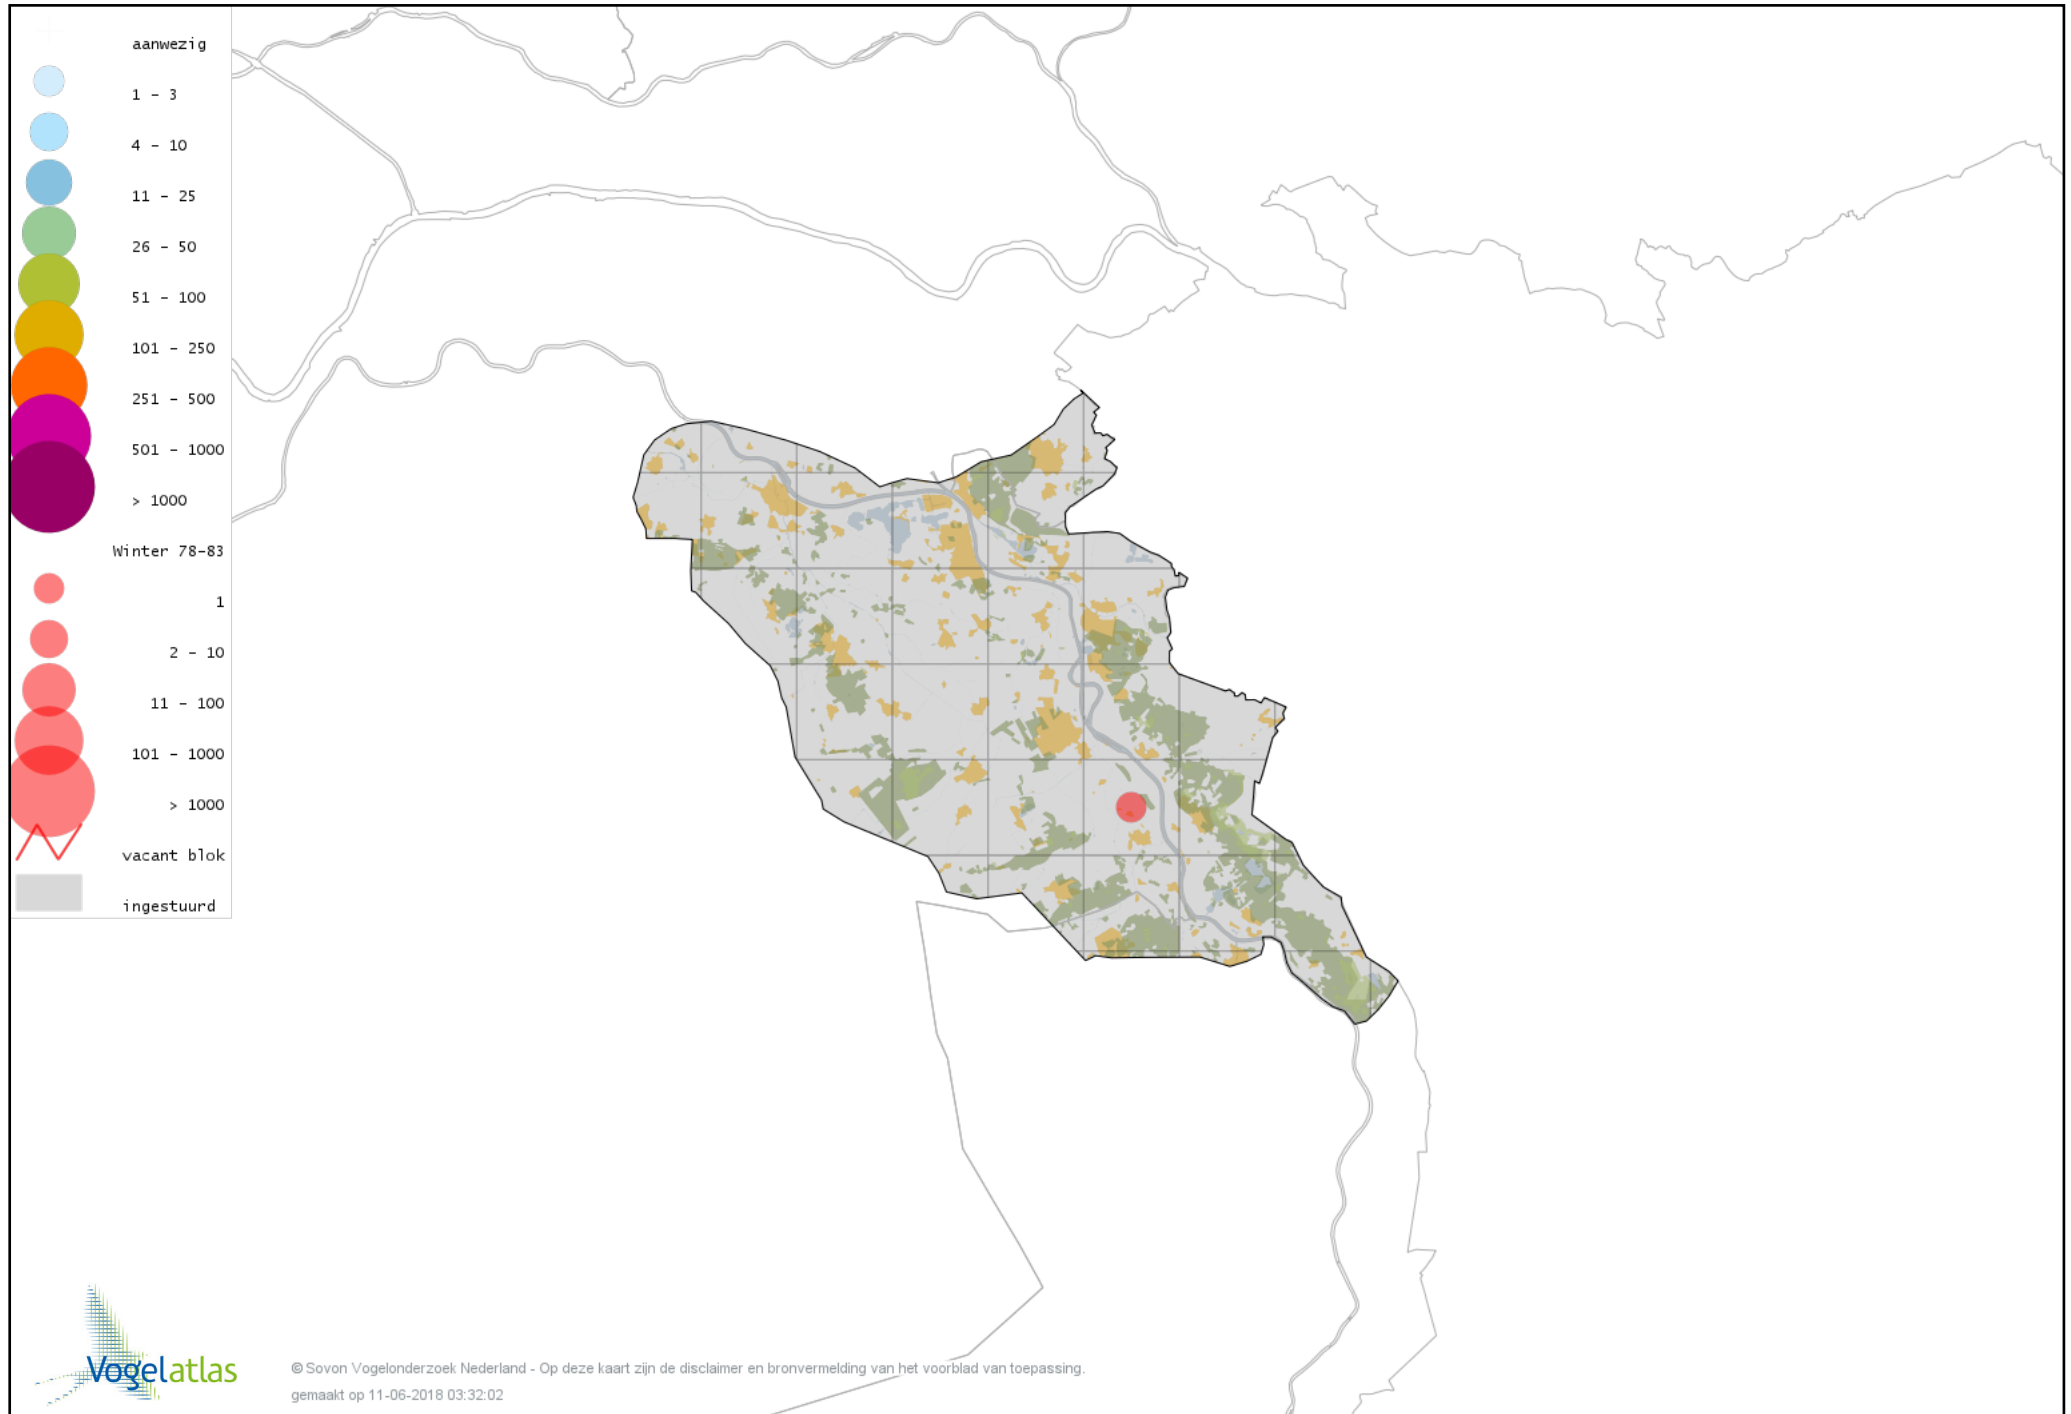 aanwezig
1 - 3
4 - 10
11 - 25
26 - 50
51 - 100
101 - 250
251 - 500
501 - 1000
> 1000
Winter 78-83
1
2 - 10
11 - 100
101 - 1000
> 1000
vacant blok
ingestuurd
Vogelatlas
© Sovon Vogelonderzoek Nederland - Op deze kaart zijn de disclaimer en bronvermelding van het voorblad van toepassing.
gemaakt op 11-06-2018 03:32:02